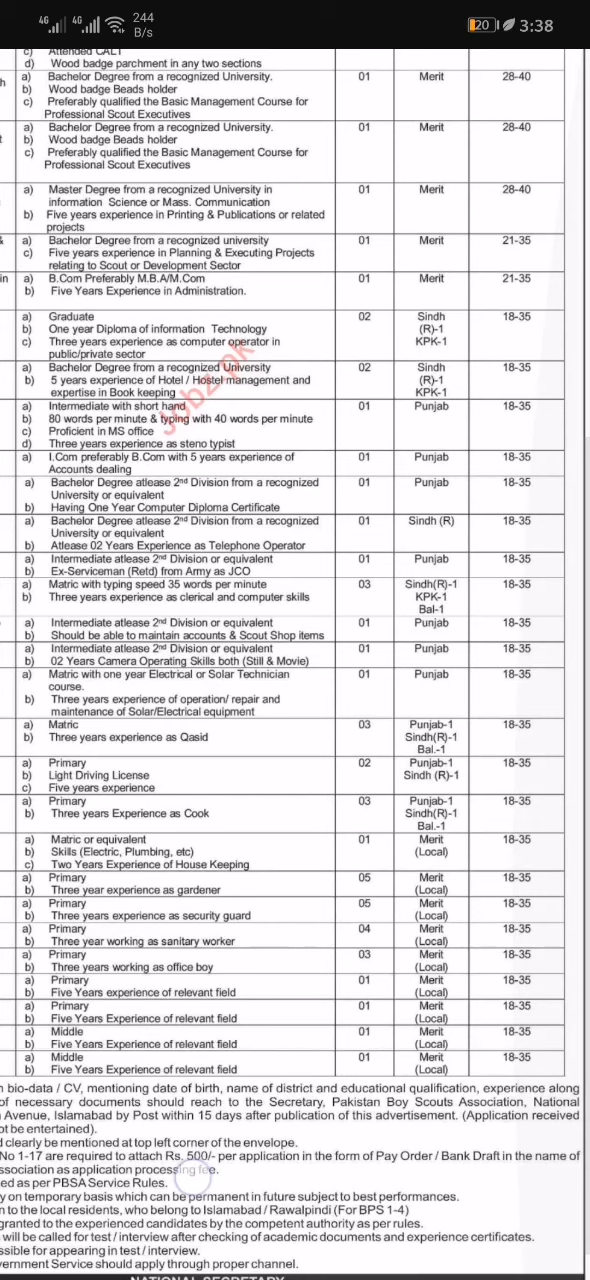 4G 4G 244 B/s 20 3:38
c) Attended CALT
d) Wood badge parchment in any two sections
h a) Bachelor Degree from a recognized University. 01 Merit 28-40
b) Wood badge Beads holder
c) Preferably qualified the Basic Management Course for
Professional Scout Executives
a) Bachelor Degree from a recognized University. 01 Merit 28-40
t b) Wood badge Beads holder
c) Preferably qualified the Basic Management Course for
Professional Scout Executives
a) Master Degree from a recognized University in 01 Merit 28-40
information Science or Mass. Communication
b) Five years experience in Printing & Publications or related
projects
& a) Bachelor Degree from a recognized university 01 Merit 21-35
c) Five years experience in Planning & Executing Projects
relating to Scout or Development Sector
in a) B.Com Preferably M.B.A/M.Com 01 Merit 21-35
b) Five Years Experience in Administration.
a) Graduate 02 Sindh 18-35
b) One year Diploma of information Technology (R)-1
c) Three years experience as computer operator in KPK-1
public/private sector
a) Bachelor Degree from a recognized University 02 Sindh 18-35
b) 5 years experience of Hotel / Hostel management and (R)-1
expertise in Book keeping KPK-1
a) Intermediate with short hand 01 Punjab 18-35
b) 80 words per minute & typing with 40 words per minute
c) Proficient in MS office
d) Three years experience as steno typist
Jobz.pk
a) I.Com preferably B.Com with 5 years experience of 01 Punjab 18-35
Accounts dealing
a) Bachelor Degree atlease 2nd Division from a recognized 01 Punjab 18-35
University or equivalent
b) Having One Year Computer Diploma Certificate
a) Bachelor Degree atlease 2nd Division from a recognized 01 Sindh (R) 18-35
University or equivalent
b) Atlease 02 Years Experience as Telephone Operator
a) Intermediate atlease 2nd Division or equivalent 01 Punjab 18-35
b) Ex-Serviceman (Retd) from Army as JCO
a) Matric with typing speed 35 words per minute 03 Sindh(R)-1 18-35
b) Three years experience as clerical and computer skills KPK-1
Bal-1
a) Intermediate atlease 2nd Division or equivalent 01 Punjab 18-35
b) Should be able to maintain accounts & Scout Shop items
a) Intermediate atlease 2nd Division or equivalent 01 Punjab 18-35
b) 02 Years Camera Operating Skills both (Still & Movie)
a) Matric with one year Electrical or Solar Technician 01 Punjab 18-35
course.
b) Three years experience of operation/ repair and
maintenance of Solar/Electrical equipment
a) Matric 03 Punjab-1 18-35
b) Three years experience as Qasid Sindh(R)-1
Bal.-1
a) Primary 02 Punjab-1 18-35
b) Light Driving License Sindh (R)-1
c) Five years experience
a) Primary 03 Punjab-1 18-35
b) Three years Experience as Cook Sindh(R)-1
Bal.-1
a) Matric or equivalent 01 Merit 18-35
b) Skills (Electric, Plumbing, etc) (Local)
c) Two Years Experience of House Keeping
a) Primary 05 Merit 18-35
b) Three year experience as gardener (Local)
a) Primary 05 Merit 18-35
b) Three years experience as security guard (Local)
a) Primary 04 Merit 18-35
b) Three year working as sanitary worker (Local)
a) Primary 03 Merit 18-35
b) Three years working as office boy (Local)
a) Primary 01 Merit 18-35
b) Five Years experience of relevant field (Local)
a) Primary 01 Merit 18-35
b) Five Years experience of relevant field (Local)
a) Middle 01 Merit 18-35
b) Five Years experience of relevant field (Local)
a) Middle 01 Merit 18-35
b) Five Years experience of relevant field (Local)
n bio-data / CV, mentioning date of birth, name of district and educational qualification, experience along
of necessary documents should reach to the Secretary, Pakistan Boy Scouts Association, National
Avenue, Islamabad by Post within 15 days after publication of this advertisement. (Application received
ot be entertained).
d clearly be mentioned at top left corner of the envelope.
No 1-17 are required to attach Rs. 500/- per application in the form of Pay Order / Bank Draft in the name of
ssociation as application processing fee.
ed as per PBSA Service Rules.
y on temporary basis which can be permanent in future subject to best performances.
n to the local residents, who belong to Islamabad / Rawalpindi (For BPS 1-4)
granted to the experienced candidates by the competent authority as per rules.
will be called for test / interview after checking of academic documents and experience certificates.
ssible for appearing in test / interview.
vernment Service should apply through proper channel.
NATIONAL SECRETARY